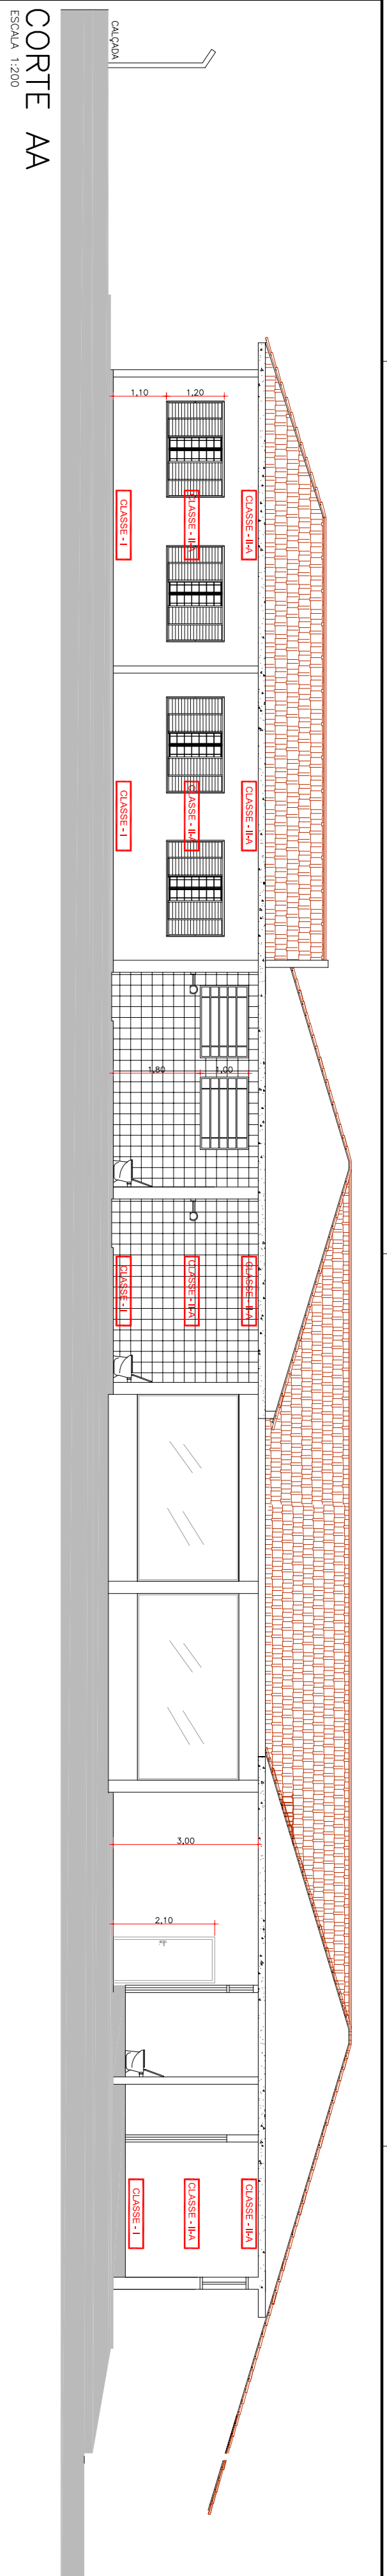 CALÇADA
1,10
1,20
CLASSE - II-A
CLASSE - II-A
CLASSE - I
CLASSE - II-A
CLASSE - II-A
CLASSE - I
1,80
1,00
CLASSE - II-A
CLASSE - II-A
CLASSE - I
3,00
2,10
CLASSE - II-A
CLASSE - II-A
CLASSE - I
CORTE AA
ESCALA 1:200